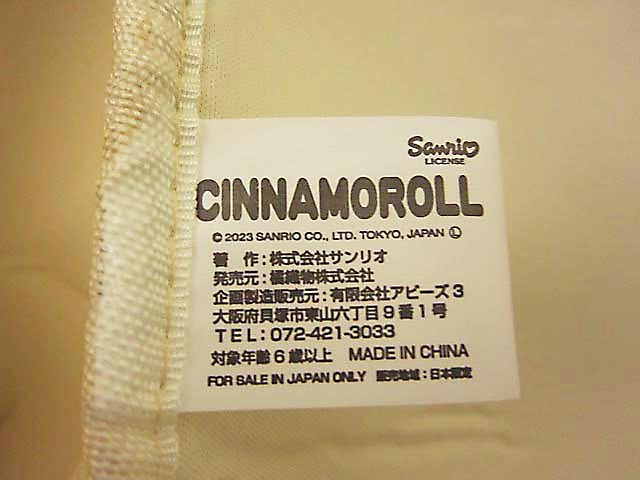 Sanrio
LICENSE
CINNAMOROLL
© 2023 SANRIO CO., LTD. TOKYO, JAPAN Ⓛ
著 作:株式会社サンリオ
発売元:橘織物株式会社
企画製造販売元:有限会社アビーズ3
大阪府貝塚市東山六丁目9番1号
TEL:072-421-3033
対象年齢6歳以上 MADE IN CHINA
FOR SALE IN JAPAN ONLY 販売地域:日本限定